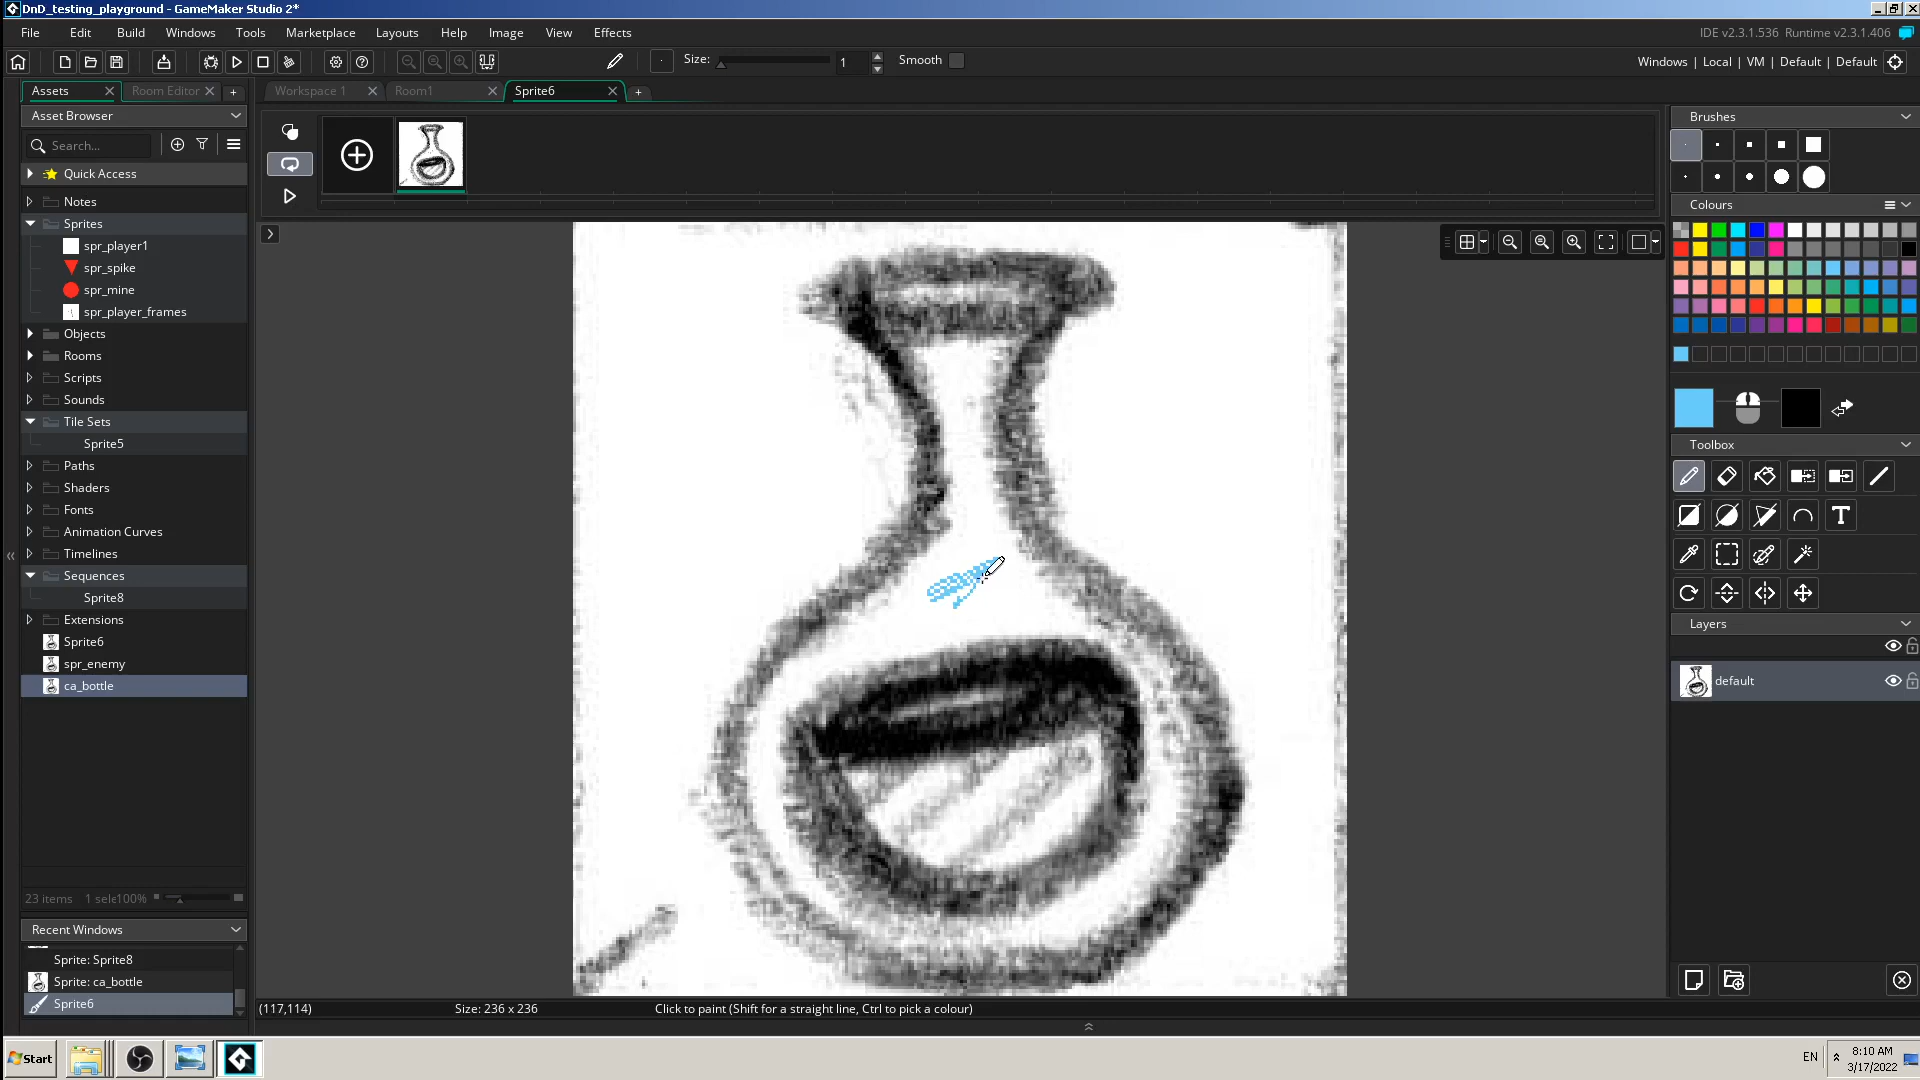 DnD_testing_playground - GameMaker Studio 2*
File Edit Build Windows Tools Marketplace Layouts Help Image View Effects
IDE v2.3.1.536 Runtime v2.3.1.406
Size: 1 Smooth
Windows | Local | VM | Default | Default
Assets
Room Editor
Workspace 1
Room1
Sprite6
Asset Browser
Search...
Quick Access
Notes
Sprites
spr_player1
spr_spike
spr_mine
spr_player_frames
Objects
Rooms
Scripts
Sounds
Tile Sets
Sprite5
Paths
Shaders
Fonts
Animation Curves
Timelines
Sequences
Sprite8
Extensions
Sprite6
spr_enemy
ca_bottle
23 items 1 sele100%
Recent Windows
Sprite: Sprite8
Sprite: ca_bottle
Sprite6
(117,114)
Size: 236 x 236
Click to paint (Shift for a straight line, Ctrl to pick a colour)
Brushes
Colours
Toolbox
T
Layers
default
Start
EN
8:10 AM
3/17/2022